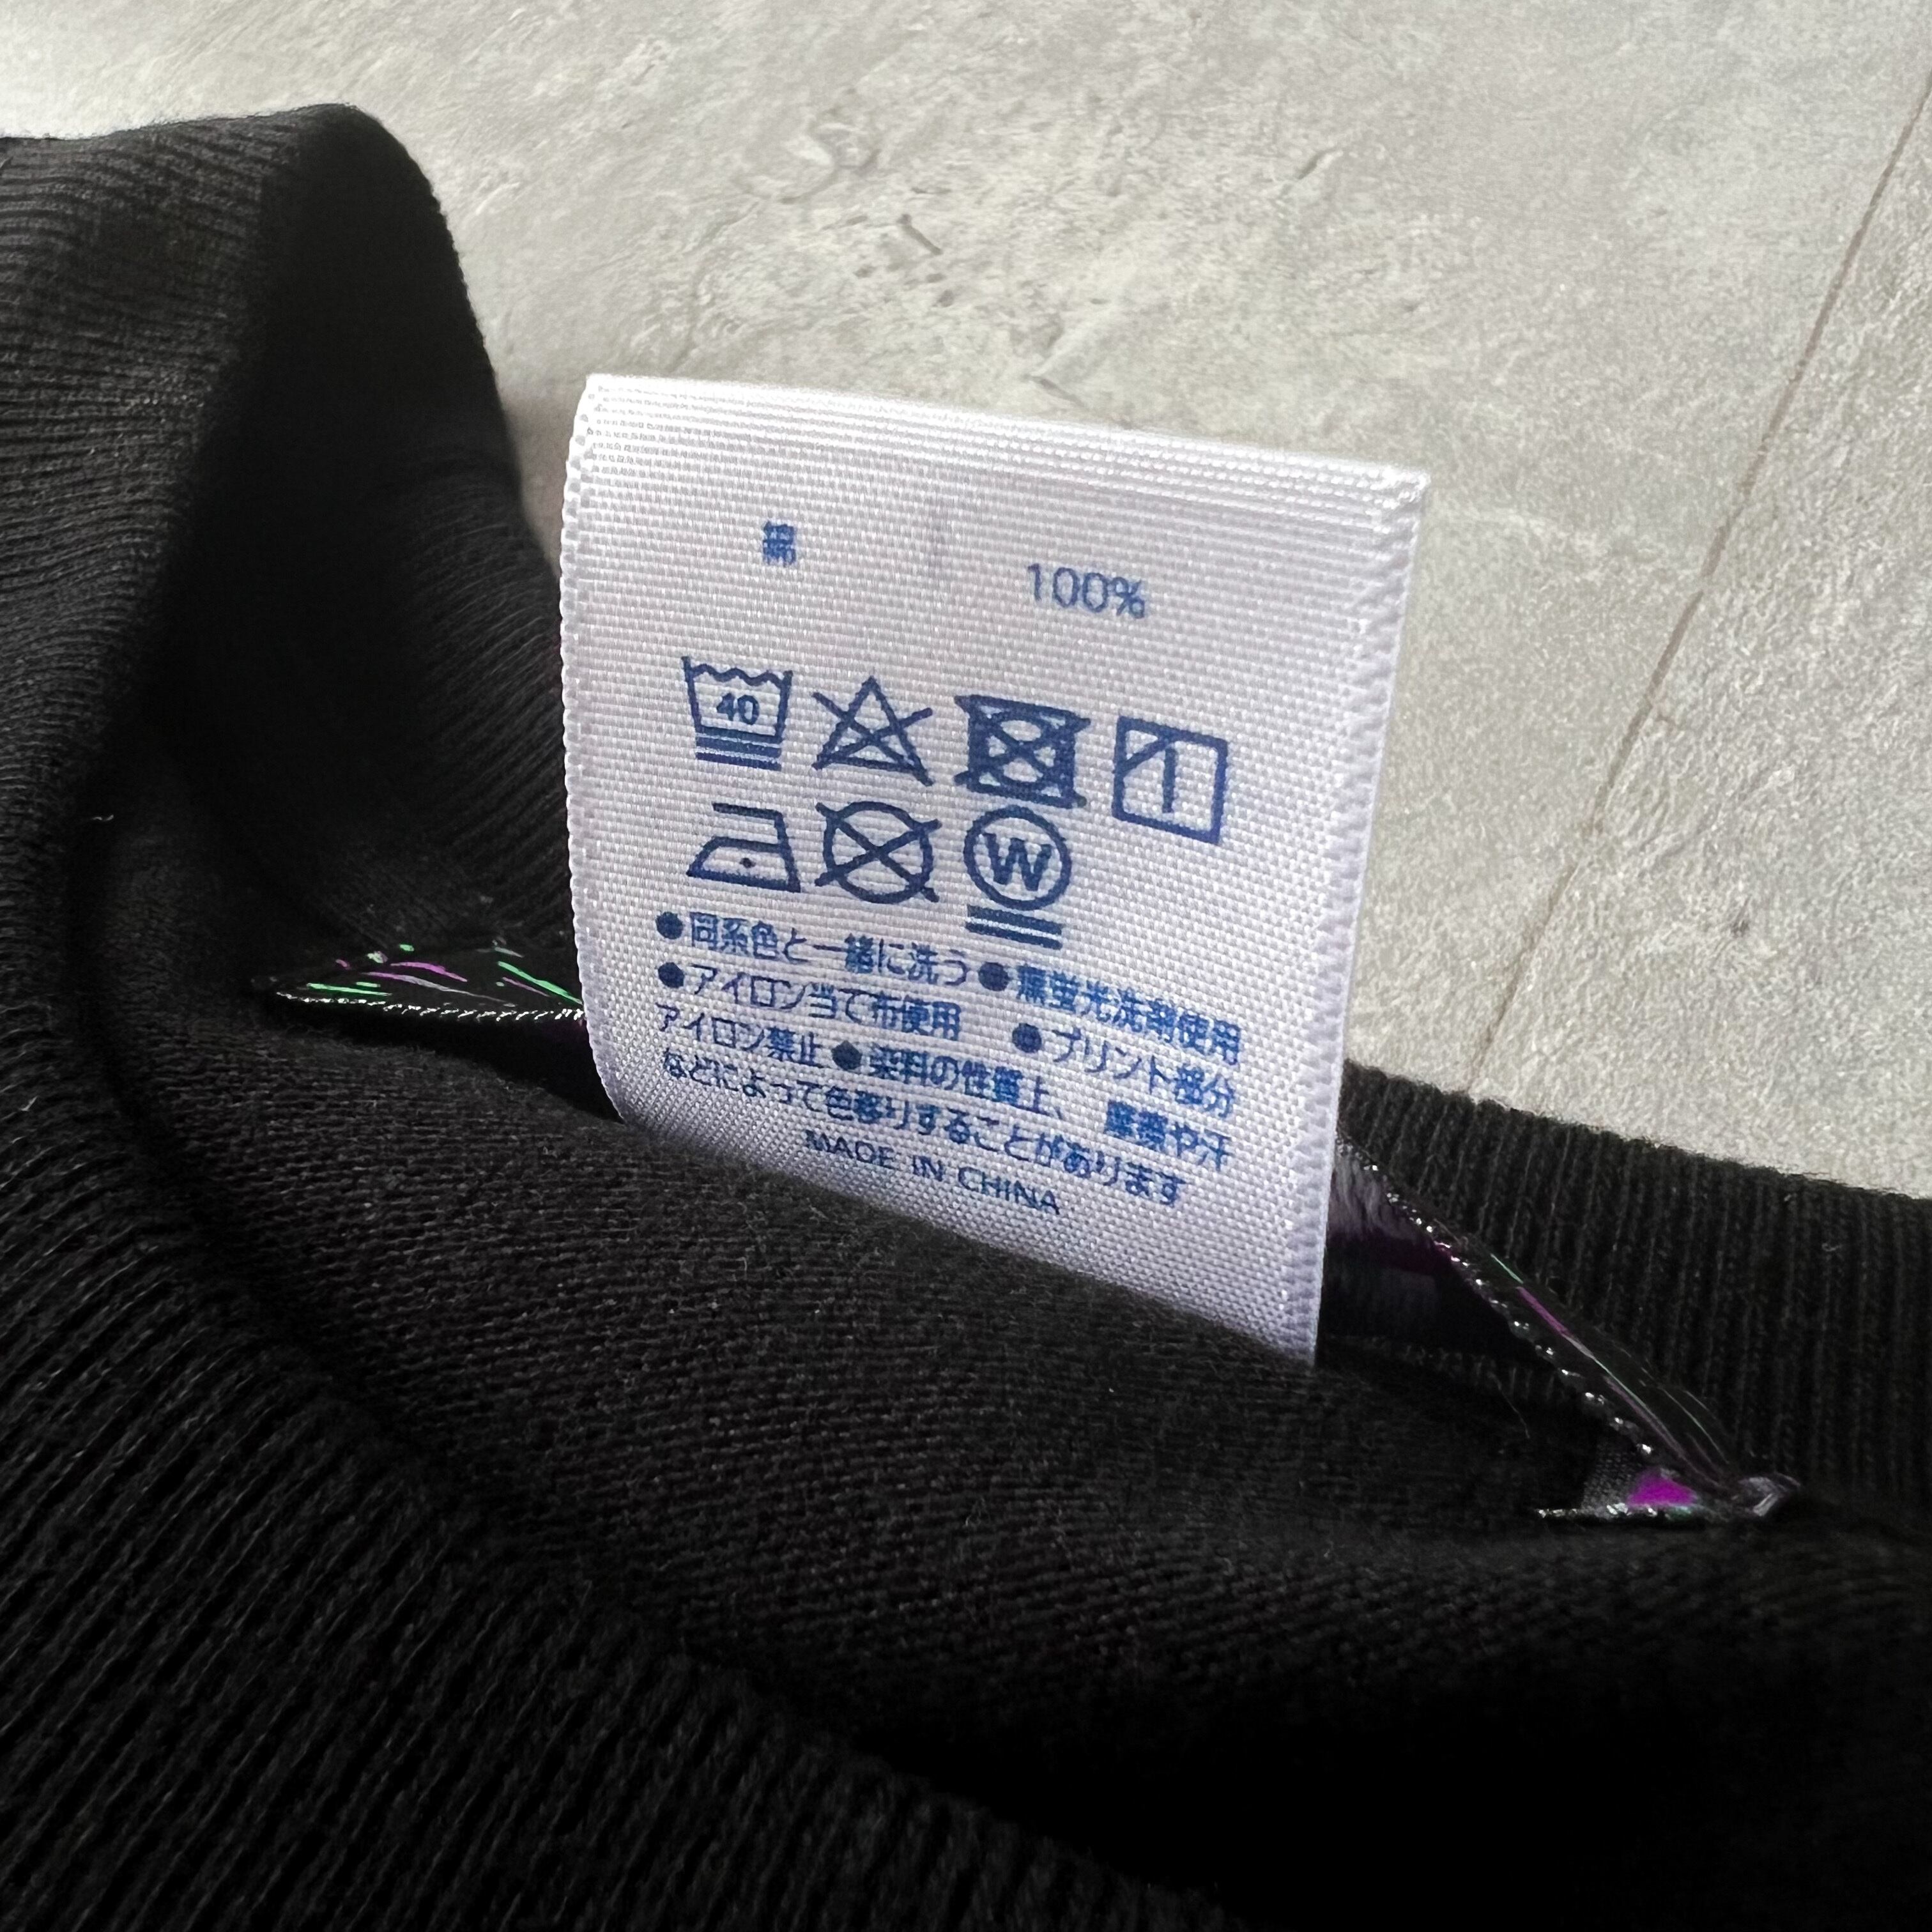 綿 100%
40
W
●同系色と一緒に洗う●無蛍光洗剤使用
●アイロン当て布使用 ●プリント部分
アイロン禁止●染料の性質上、摩擦や汗
などによって色移りすることがあります
MADE IN CHINA